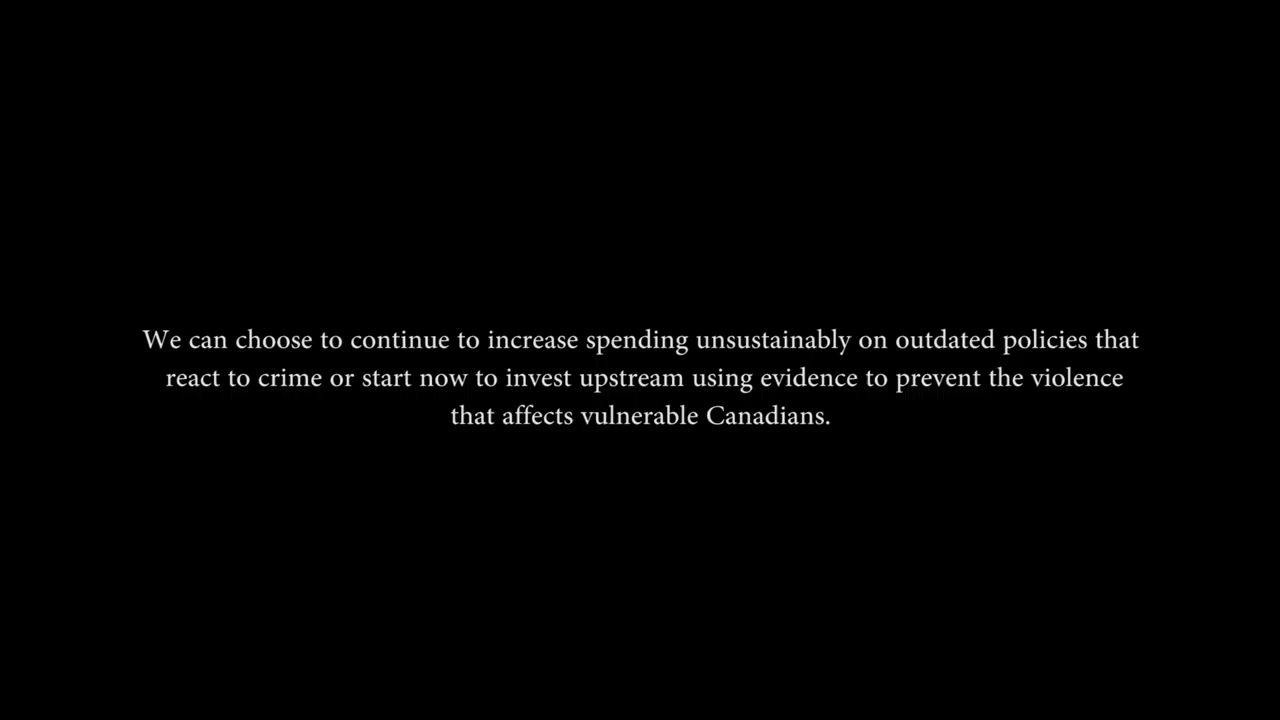 We can choose to continue to increase spending unsustainably on outdated policies that
react to crime or start now to invest upstream using evidence to prevent the violence
that affects vulnerable Canadians.